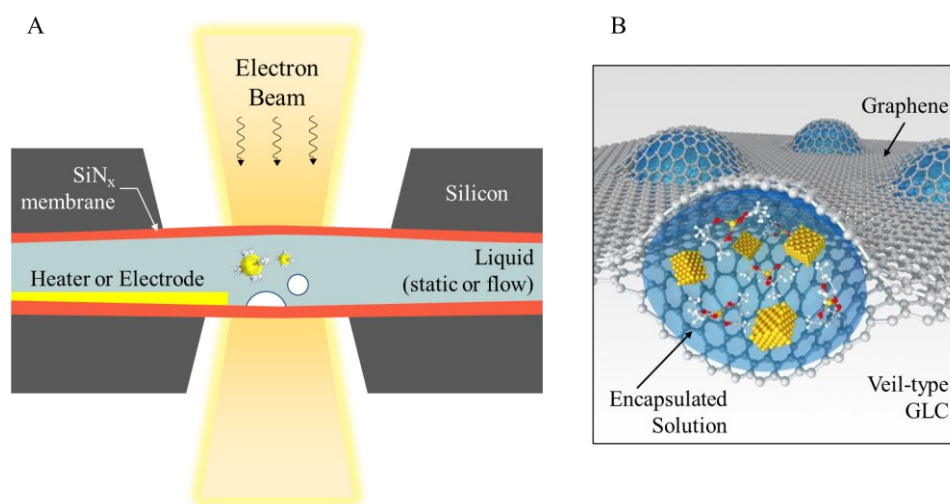 A
Electron
Beam
SiNₓ
membrane
Silicon
Heater or Electrode
Liquid
(static or flow)
B
Graphene
Encapsulated
Solution
Veil-type
GLC